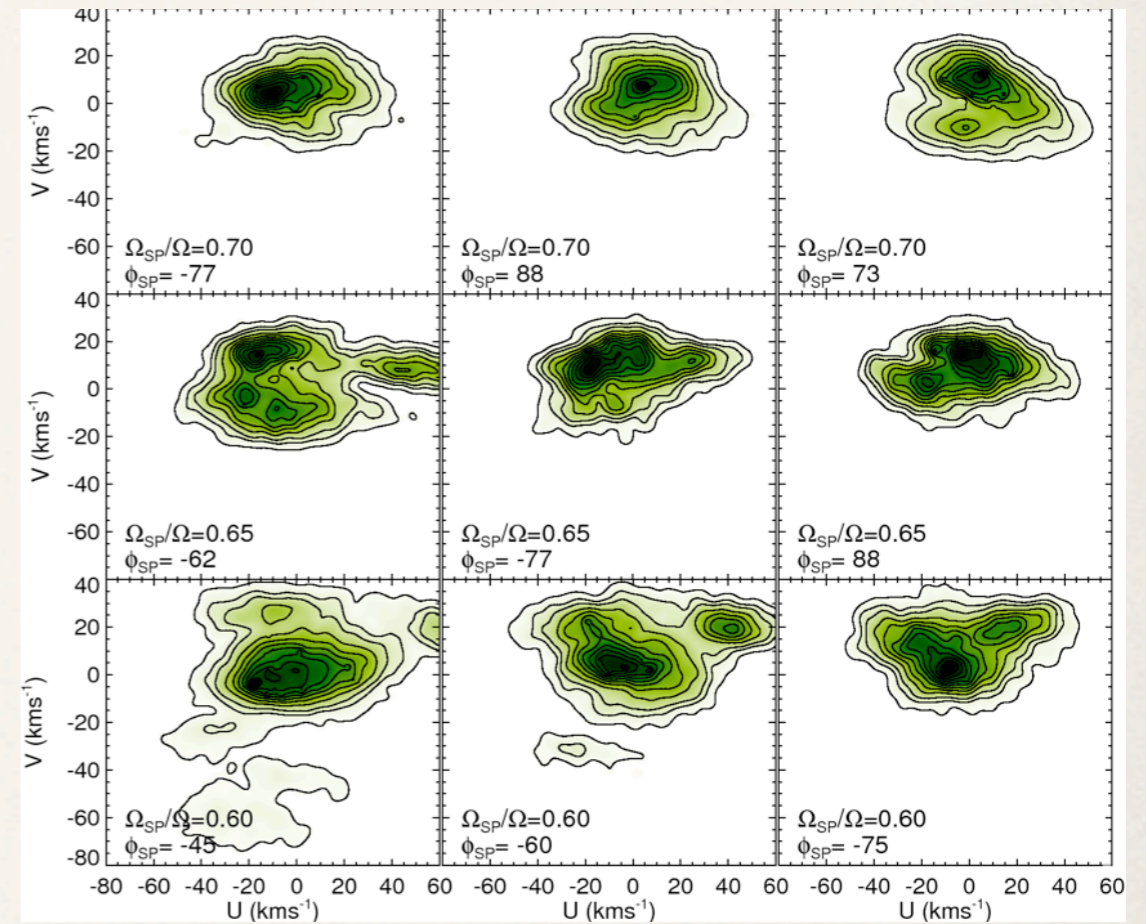 40
20
0
-20
-40
-60
V (kms⁻¹)
Ω_SP/Ω=0.70
ϕ_SP= -77
Ω_SP/Ω=0.70
ϕ_SP= 88
Ω_SP/Ω=0.70
ϕ_SP= 73
40
20
0
-20
-40
-60
V (kms⁻¹)
Ω_SP/Ω=0.65
ϕ_SP= -62
Ω_SP/Ω=0.65
ϕ_SP= -77
Ω_SP/Ω=0.65
ϕ_SP= 88
40
20
0
-20
-40
-60
-80
V (kms⁻¹)
Ω_SP/Ω=0.60
ϕ_SP= -45
Ω_SP/Ω=0.60
ϕ_SP= -60
Ω_SP/Ω=0.60
ϕ_SP= -75
-80 -60 -40 -20 0 20 40 60 -60 -40 -20 0 20 40 60 -60 -40 -20 0 20 40 60
U (kms⁻¹) U (kms⁻¹) U (kms⁻¹)